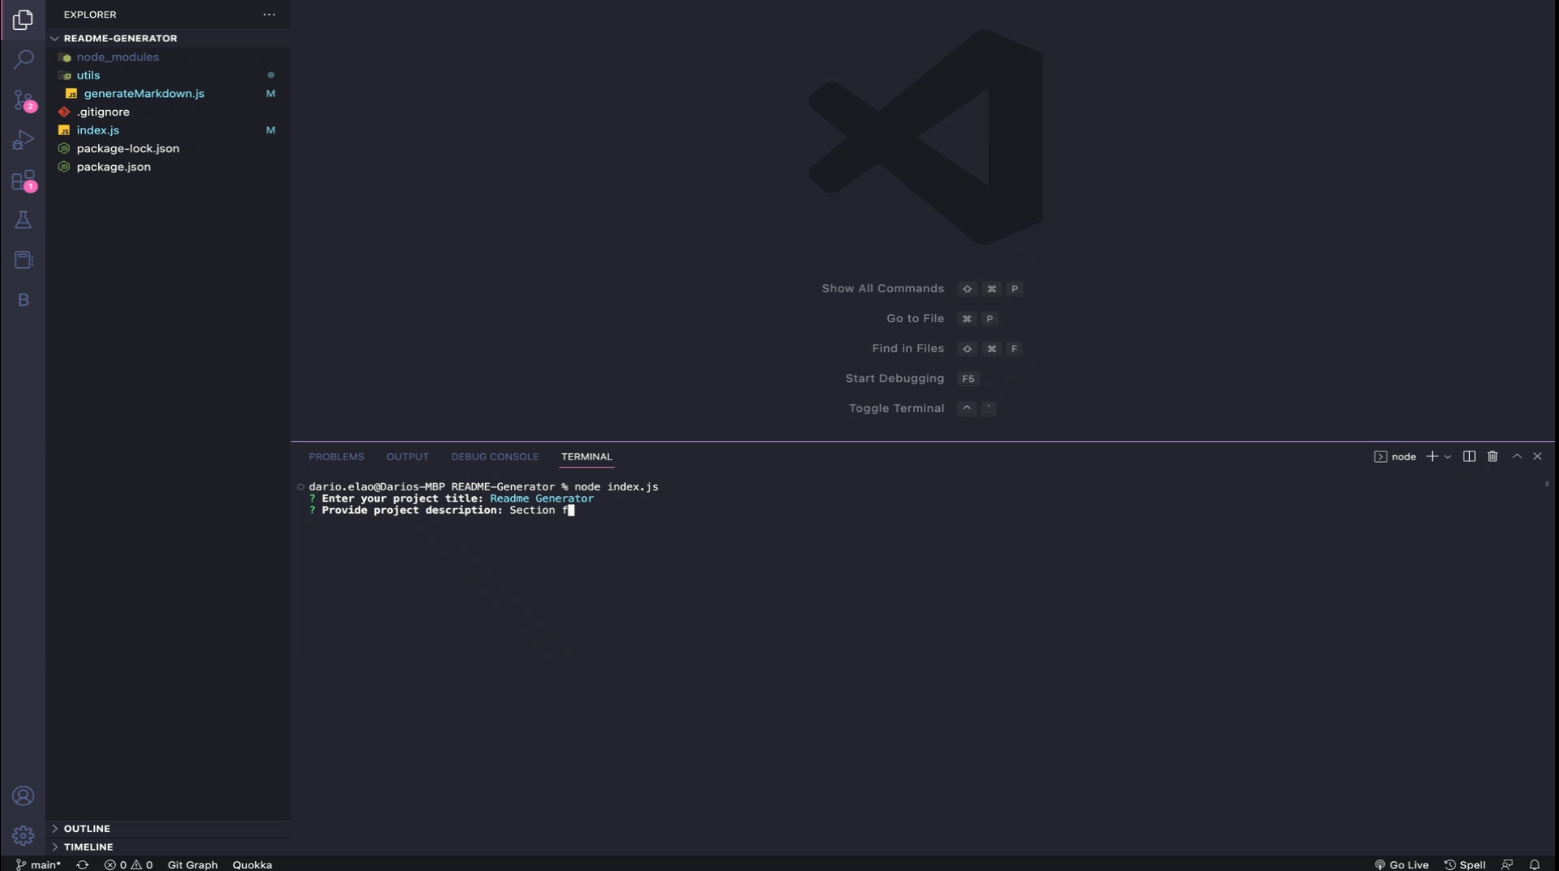 EXPLORER
README-GENERATOR
node_modules
utils
generateMarkdown.js M
.gitignore
index.js M
package-lock.json
package.json
2
1
B
Show All Commands ⌘ P
Go to File ⌘ P
Find in Files ⌘ F
Start Debugging F5
Toggle Terminal ^ `
PROBLEMS OUTPUT DEBUG CONSOLE TERMINAL
node
dario.elao@Darios-MBP README-Generator % node index.js
? Enter your project title: Readme Generator
? Provide project description: Section f
OUTLINE
TIMELINE
main* 0 0 Git Graph Quokka
Go Live Spell